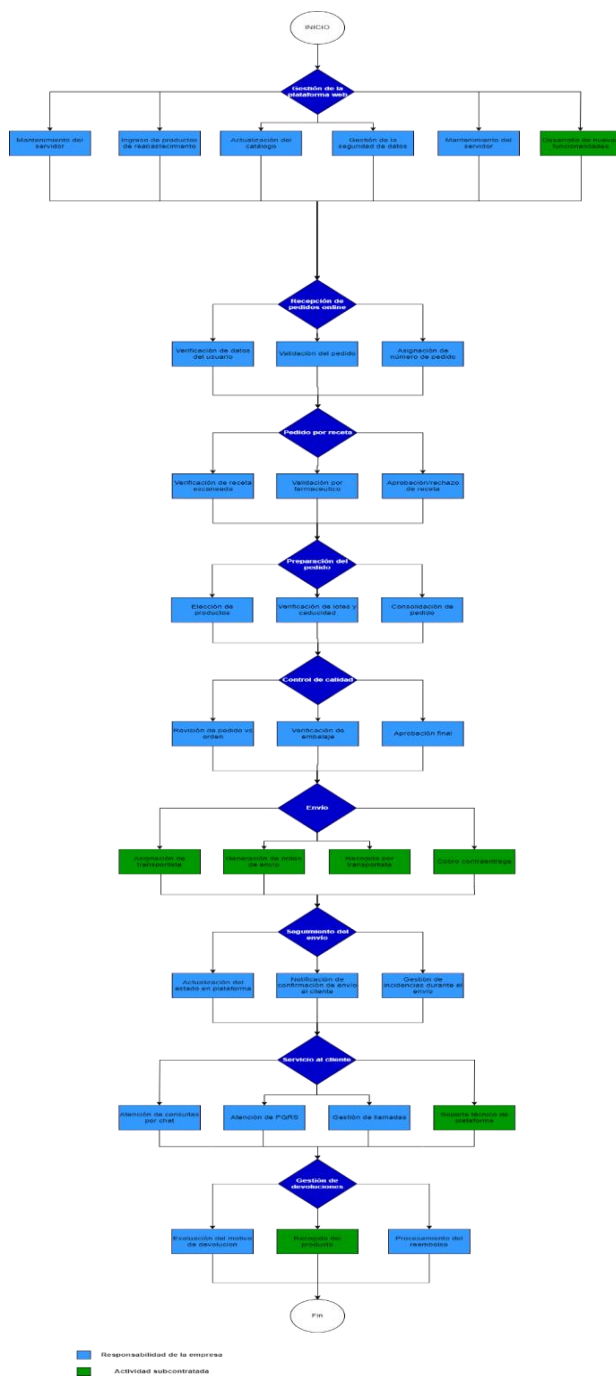 INICIO
Gestión de la
plataforma web
Mantenimiento del
servidor
Ingreso de productos
de reabastecimiento
Actualización del
catálogo
Gestión de la
seguridad de datos
Mantenimiento del
servidor
Desarrollo de nuevas
funcionalidades
Recepción de
pedidos online
Verificación de datos
del usuario
Validación del pedido
Asignación de
número de pedido
Pedido por receta
Verificación de receta
escaneada
Validación por
farmaceutico
Aprobación/rechazo
de receta
Preparación del
pedido
Elección de
productos
Verificación de lotes y
caducidad
Consolidación de
pedido
Control de calidad
Revisión de pedido vs
orden
Verificación de
embalaje
Aprobación final
Envío
Asignación de
transportista
Generación de orden
de envío
Recogida por
transportista
Cobro contraentrega
Seguimiento del
envío
Actualización del
estado en plataforma
Notificación de
confirmación de envío
al cliente
Gestión de
incidencias durante el
envío
Servicio al cliente
Atención de consultas
por chat
Atención de PQRS
Gestión de llamadas
Reporte técnico de
plataforma
Gestión de
devoluciones
Evaluación del motivo
de devolucion
Recogida del
producto
Procesamiento del
reembolso
Fin
Responsabilidad de la empresa
Actividad subcontratada